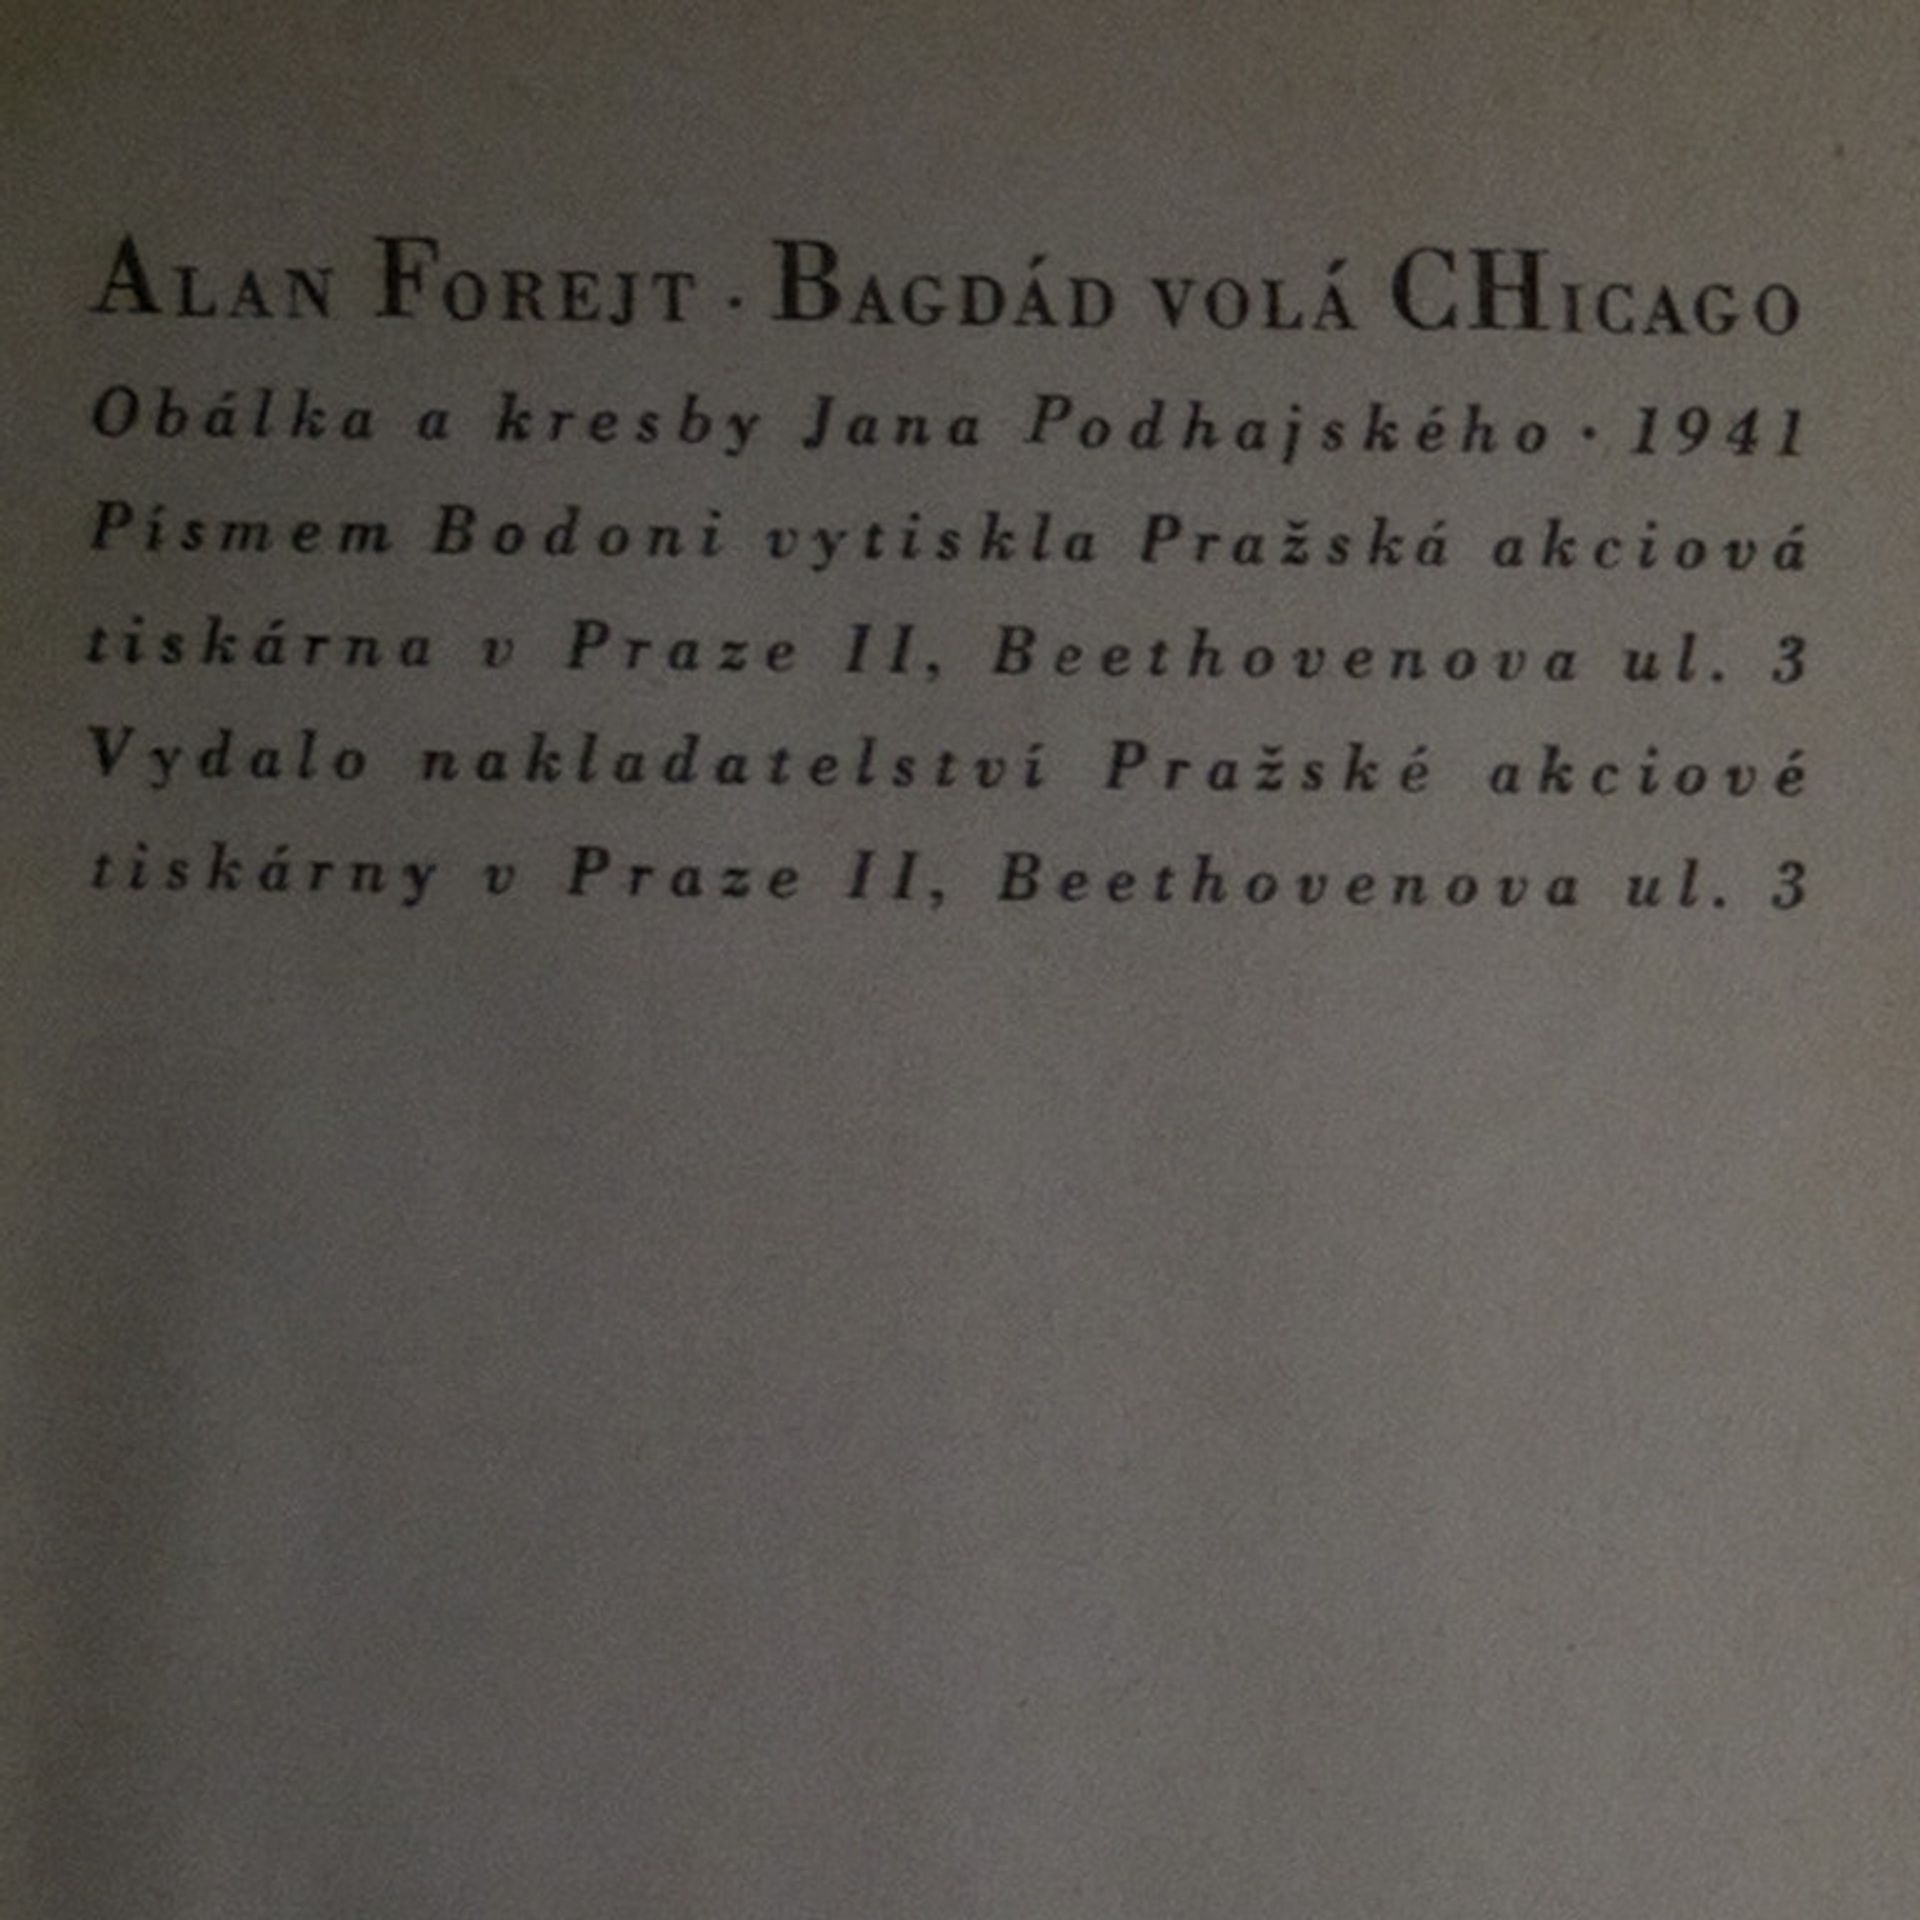 Alan Forejt · Bagdád volá CHicago
Obálka a kresby Jana Podhajského · 1941
Písmem Bodoni vytiskla Pražská akciová
tiskárna v Praze II, Beethovenova ul. 3
Vydalo nakladatelství Pražské akciové
tiskárny v Praze II, Beethovenova ul. 3